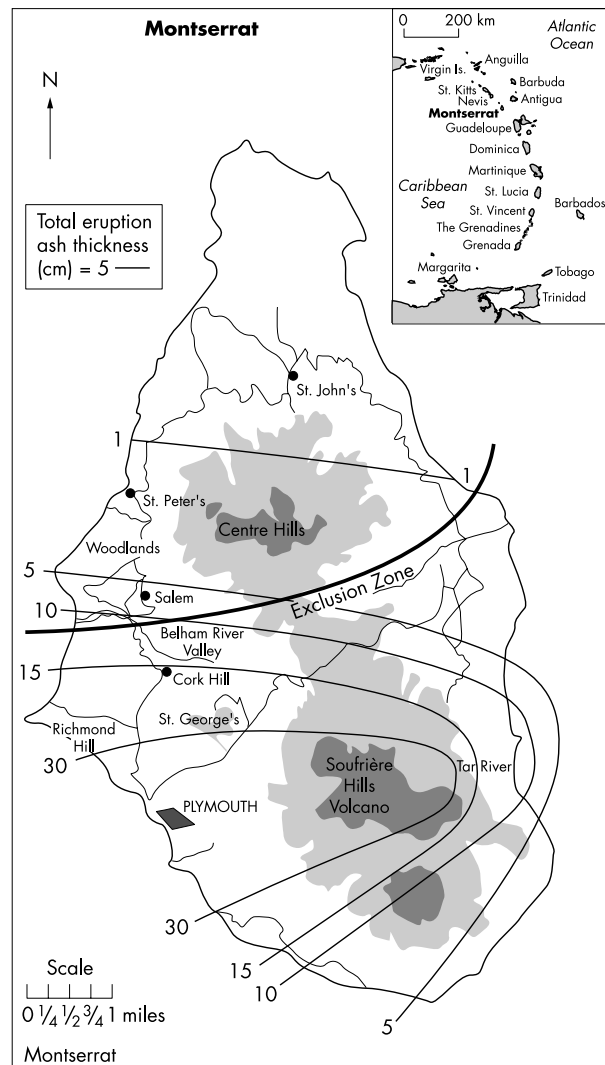 Montserrat
N
Total eruption
ash thickness
(cm) = 5
0 200 km
Atlantic
Ocean
Virgin Is.
Anguilla
St. Kitts
Barbuda
Nevis
Antigua
Montserrat
Guadeloupe
Dominica
Martinique
Caribbean
Sea
St. Lucia
St. Vincent
Barbados
The Grenadines
Grenada
Margarita
Tobago
Trinidad
St. John's
1
1
St. Peter's
Centre Hills
Woodlands
5
Salem
Exclusion Zone
10
Belham River
Valley
15
Cork Hill
St. George's
Richmond
Hill
30
Soufrière
Hills
Volcano
Tar River
PLYMOUTH
30
15
10
5
Scale
0 ¼ ½ ¾ 1 miles
Montserrat